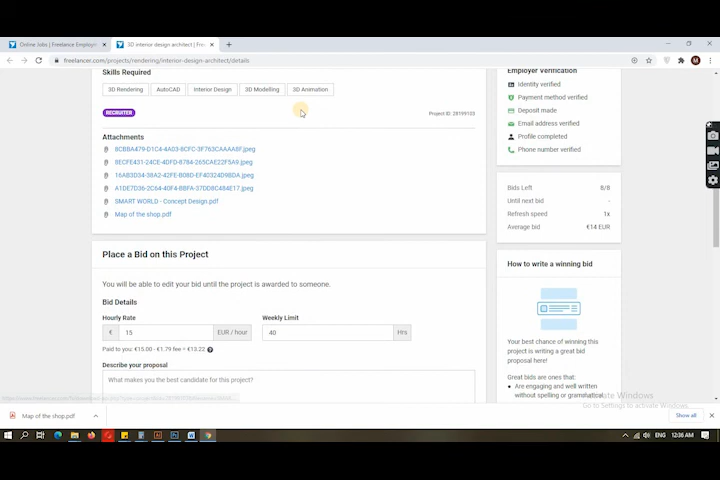 Online Jobs | Freelance Employm
3D interior design architect | Free
freelancer.com/projects/rendering/interior-design-architect/details
Skills Required
3D Rendering
AutoCAD
Interior Design
3D Modelling
3D Animation
RECRUITER
Project ID: 28199103
Attachments
8CBBA479-D1C4-4A03-8CFC-3F763CAAAA8F.jpeg
8ECFE431-24CE-4DFD-8784-265CAE22F5A9.jpeg
16AB3D34-38A2-42FE-B08D-EF40324D9BDA.jpeg
A1DE7D36-2C64-40F4-BBFA-37DD8C484E17.jpeg
SMART WORLD - Concept Design.pdf
Map of the shop.pdf
Place a Bid on this Project
You will be able to edit your bid until the project is awarded to someone.
Bid Details
Hourly Rate
Weekly Limit
€ 15 EUR / hour
40 Hrs
Paid to you: €15.00 - €1.79 fee = €13.22
Describe your proposal
What makes you the best candidate for this project?
Employer Verification
Identity verified
Payment method verified
Deposit made
Email address verified
Profile completed
Phone number verified
Bids Left 8/8
Until next bid -
Refresh speed 1x
Average bid €14 EUR
How to write a winning bid
Your best chance of winning this
project is writing a great bid
proposal here!
Great bids are ones that:
Are engaging and well written
without spelling or grammatical
Activate Windows
Go to Settings to activate Windows.
Map of the shop.pdf
Show all
ENG
12:36 AM